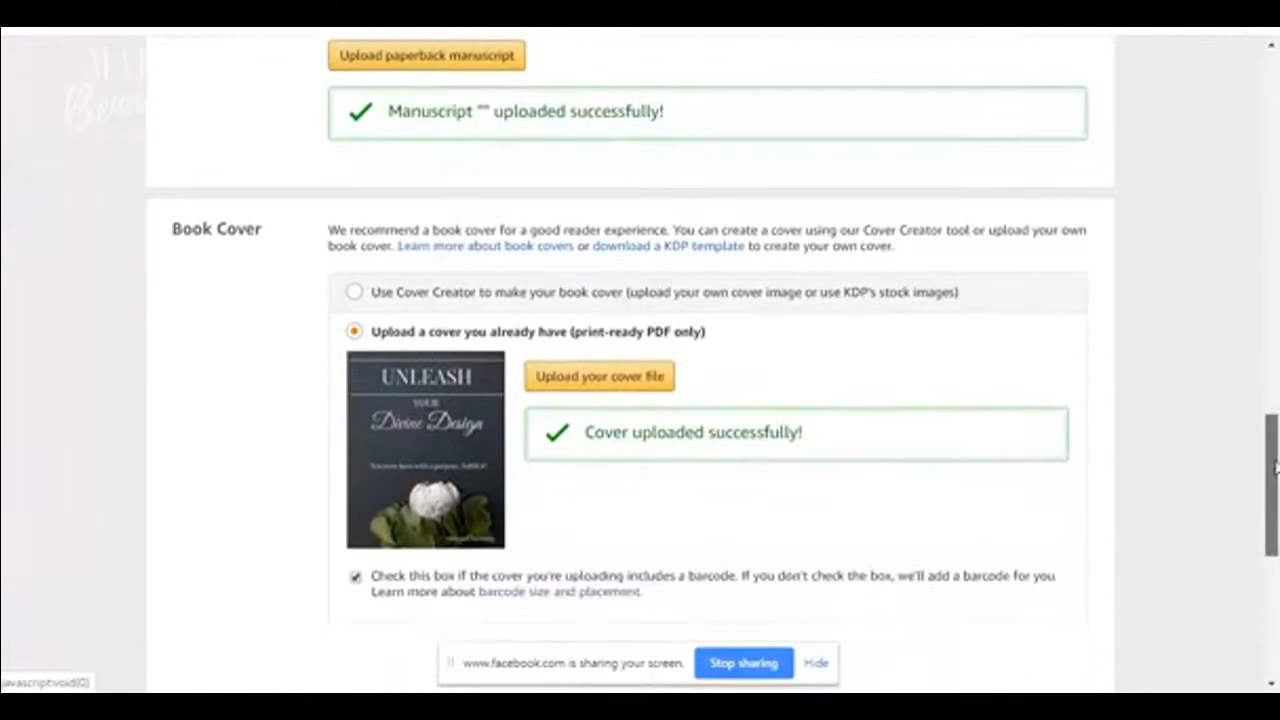 Upload paperback manuscript
Manuscript "" uploaded successfully!
Book Cover
We recommend a book cover for a good reader experience. You can create a cover using our Cover Creator tool or upload your own
book cover. Learn more about book covers or download a KDP template to create your own cover.
Use Cover Creator to make your book cover (upload your own cover image or use KDP's stock images)
Upload a cover you already have (print-ready PDF only)
UNLEASH
YOUR
Divine Design
Upload your cover file
Cover uploaded successfully!
Check this box if the cover you're uploading includes a barcode. If you don't check the box, we'll add a barcode for you
Learn more about barcode size and placement.
www.facebook.com is sharing your screen.
Stop sharing
Hide
javascript:void(0)